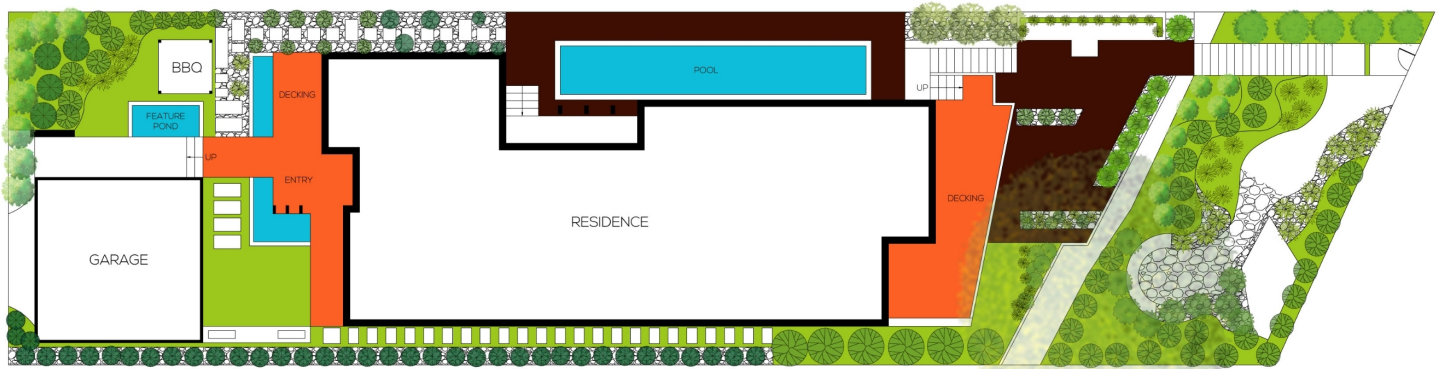 BBQ
POOL
DECKING
UP
FEATURE
POND
UP
ENTRY
DECKING
RESIDENCE
GARAGE